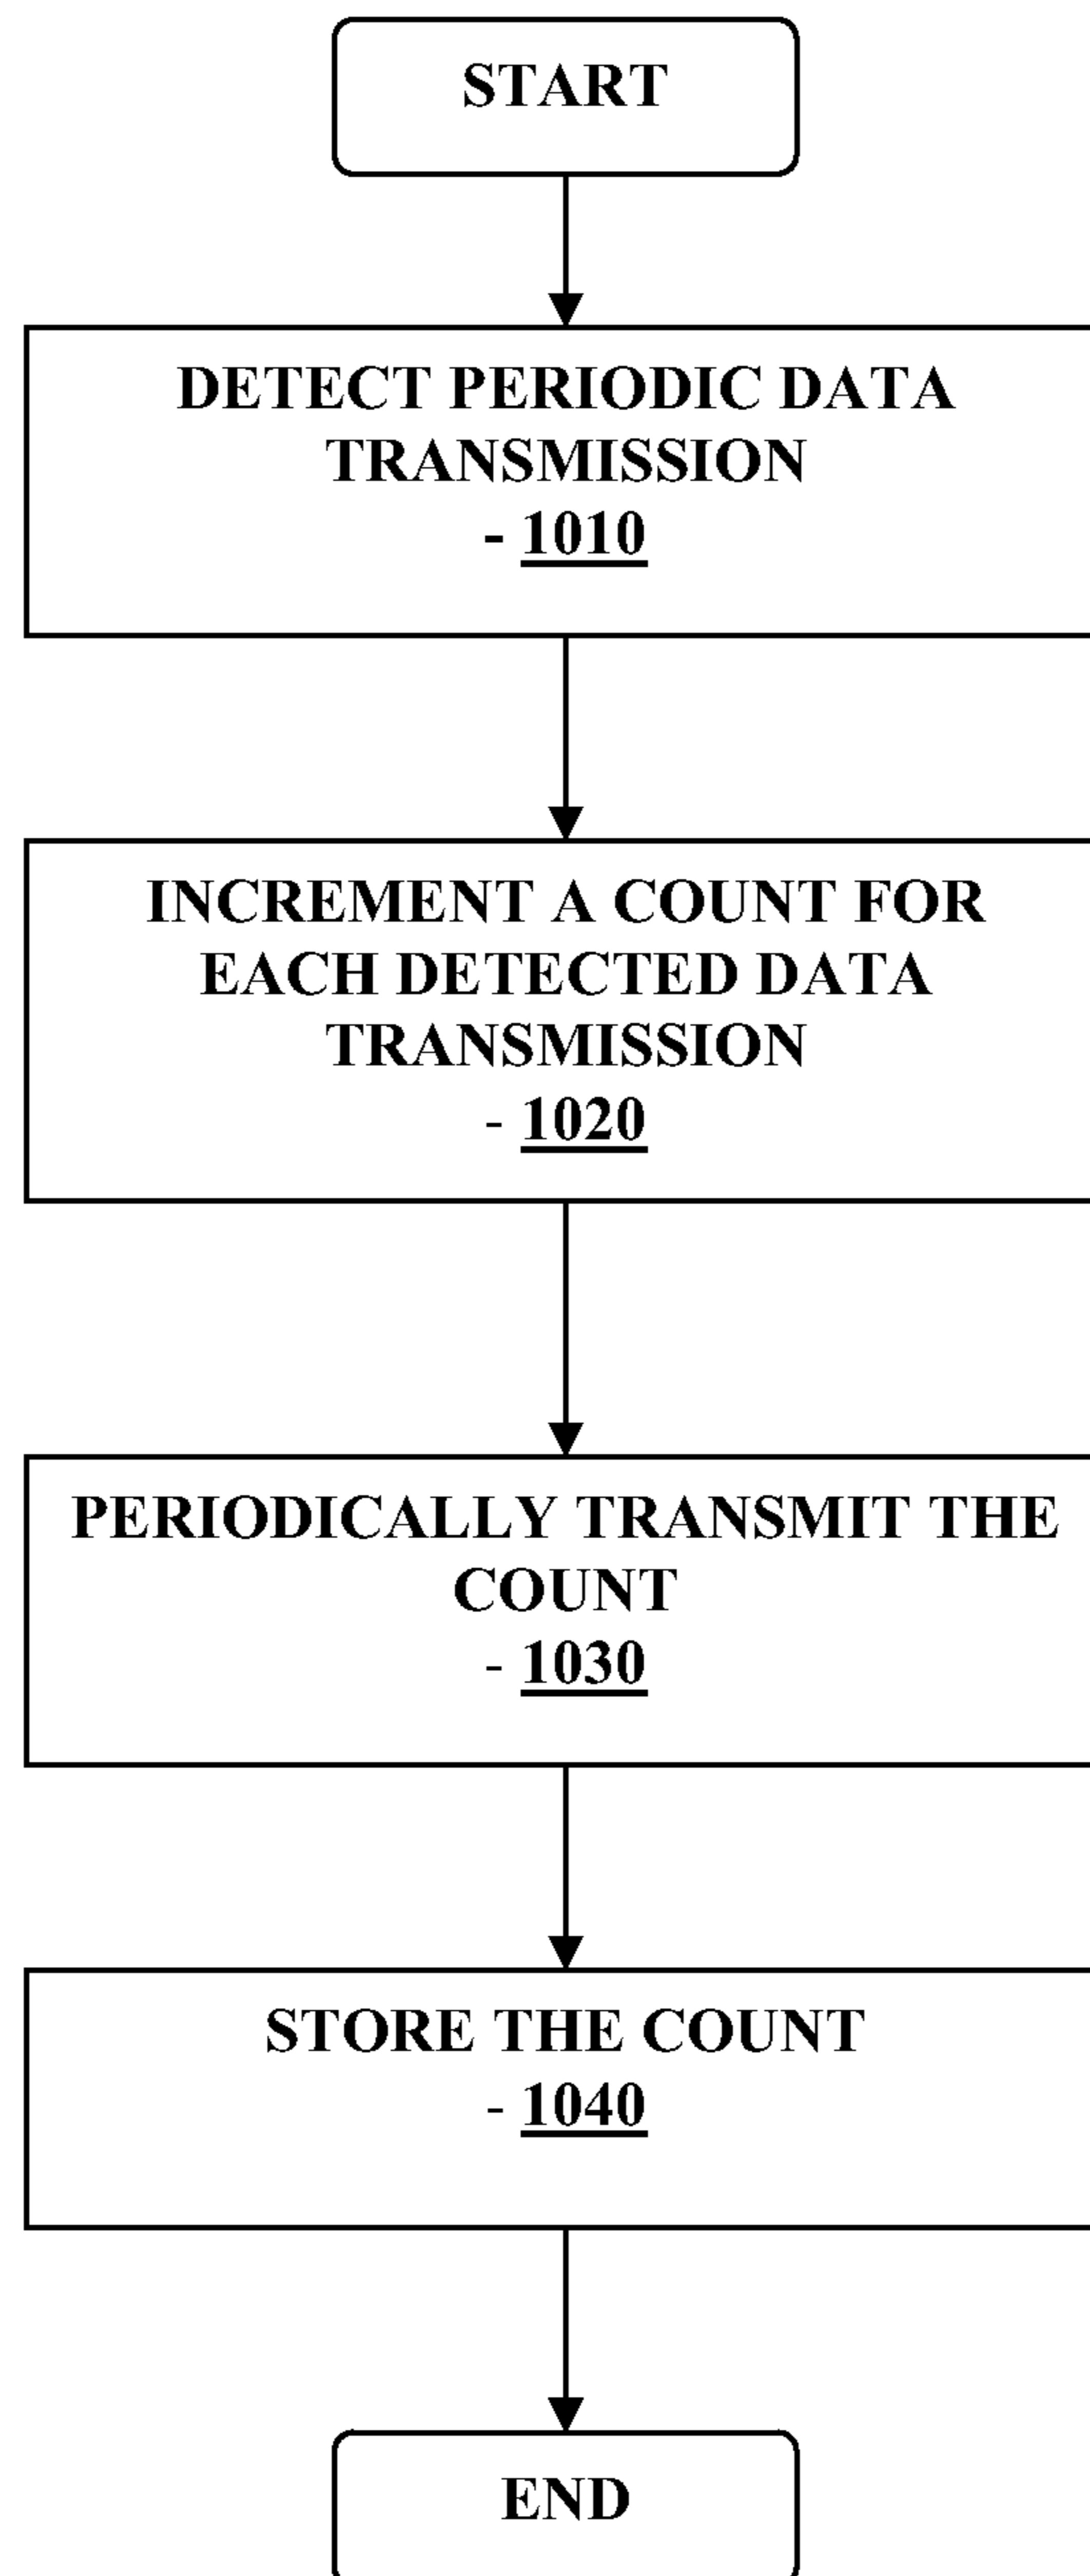 START
DETECT PERIODIC DATA
TRANSMISSION
- 1010
INCREMENT A COUNT FOR
EACH DETECTED DATA
TRANSMISSION
- 1020
PERIODICALLY TRANSMIT THE
COUNT
- 1030
STORE THE COUNT
- 1040
END